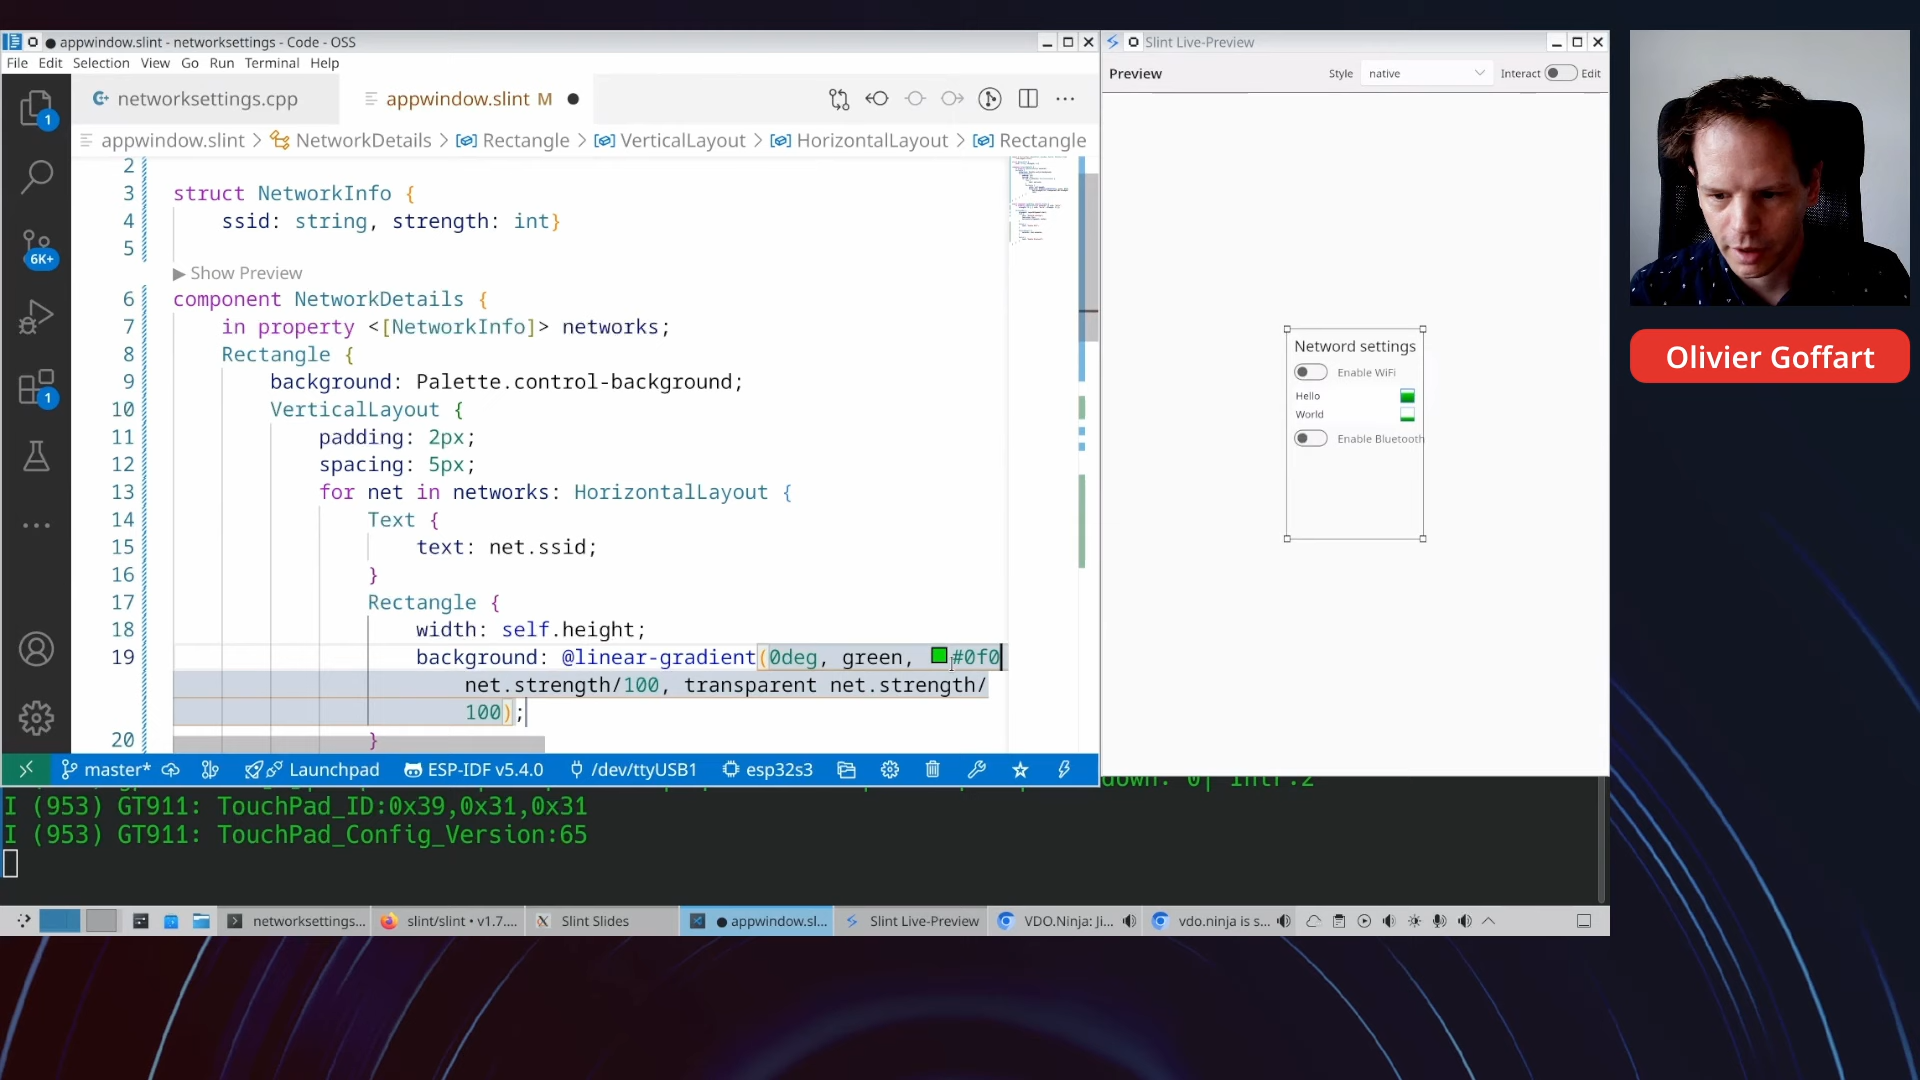 appwindow.slint - networksettings - Code - OSS
File Edit Selection View Go Run Terminal Help
networksettings.cpp
appwindow.slint M
appwindow.slint > NetworkDetails > Rectangle > VerticalLayout > HorizontalLayout > Rectangle
1
6K+
1
2
3 struct NetworkInfo {
4 ssid: string, strength: int}
5
▶ Show Preview
6 component NetworkDetails {
7 in property <[NetworkInfo]> networks;
8 Rectangle {
9 background: Palette.control-background;
10 VerticalLayout {
11 padding: 2px;
12 spacing: 5px;
13 for net in networks: HorizontalLayout {
14 Text {
15 text: net.ssid;
16 }
17 Rectangle {
18 width: self.height;
19 background: @linear-gradient(0deg, green, #0f0
net.strength/100, transparent net.strength/
100);
20 }
master* Launchpad ESP-IDF v5.4.0 /dev/ttyUSB1 esp32s3
Slint Live-Preview
Preview Style native Interact Edit
Netword settings
Enable WiFi
Hello
World
Enable Bluetooth
down: 0| Intr:2
I (953) GT911: TouchPad_ID:0x39,0x31,0x31
I (953) GT911: TouchPad_Config_Version:65
networksettings... slint/slint • v1.7.... Slint Slides ● appwindow.sl... Slint Live-Preview VDO.Ninja: Ji... vdo.ninja is s...
Olivier Goffart